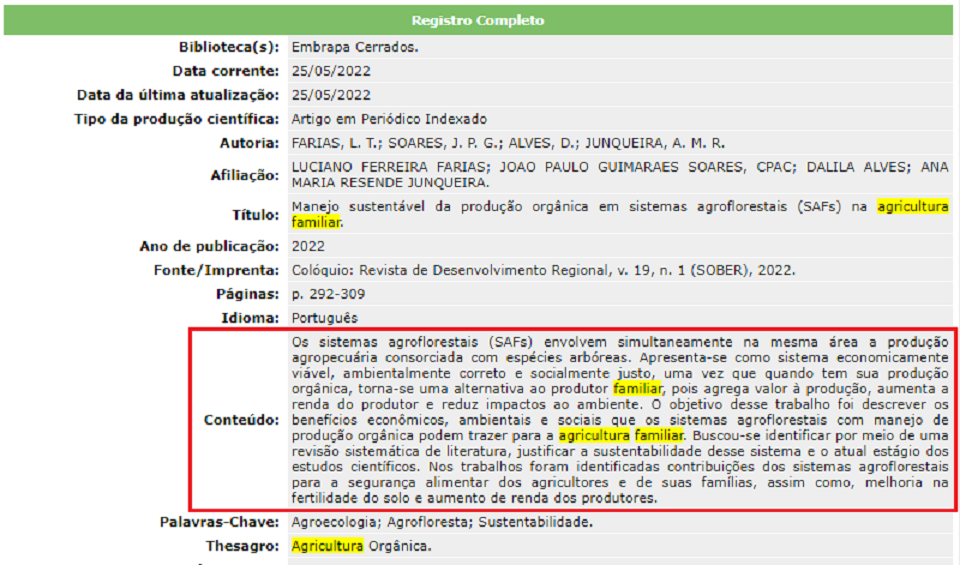 Registro Completo
Biblioteca(s): Embrapa Cerrados.
Data corrente: 25/05/2022
Data da última atualização: 25/05/2022
Tipo da produção científica: Artigo em Periódico Indexado
Autoria: FARIAS, L. T.; SOARES, J. P. G.; ALVES, D.; JUNQUEIRA, A. M. R.
Afiliação: LUCIANO FERREIRA FARIAS; JOAO PAULO GUIMARAES SOARES, CPAC; DALILA ALVES; ANA
MARIA RESENDE JUNQUEIRA.
Título: Manejo sustentável da produção orgânica em sistemas agroflorestais (SAFs) na agricultura
familiar.
Ano de publicação: 2022
Fonte/Imprenta: Colóquio: Revista de Desenvolvimento Regional, v. 19, n. 1 (SOBER), 2022.
Páginas: p. 292-309
Idioma: Português
Conteúdo: Os sistemas agroflorestais (SAFs) envolvem simultaneamente na mesma área a produção
agropecuária consorciada com espécies arbóreas. Apresenta-se como sistema economicamente
viável, ambientalmente correto e socialmente justo, uma vez que quando tem sua produção
orgânica, torna-se uma alternativa ao produtor familiar, pois agrega valor à produção, aumenta a
renda do produtor e reduz impactos ao ambiente. O objetivo desse trabalho foi descrever os
benefícios econômicos, ambientais e sociais que os sistemas agroflorestais com manejo de
produção orgânica podem trazer para a agricultura familiar. Buscou-se identificar por meio de uma
revisão sistemática de literatura, justificar a sustentabilidade desse sistema e o atual estágio dos
estudos científicos. Nos trabalhos foram identificadas contribuições dos sistemas agroflorestais
para a segurança alimentar dos agricultores e de suas famílias, assim como, melhoria na
fertilidade do solo e aumento de renda dos produtores.
Palavras-Chave: Agroecologia; Agrofloresta; Sustentabilidade.
Thesagro: Agricultura Orgânica.